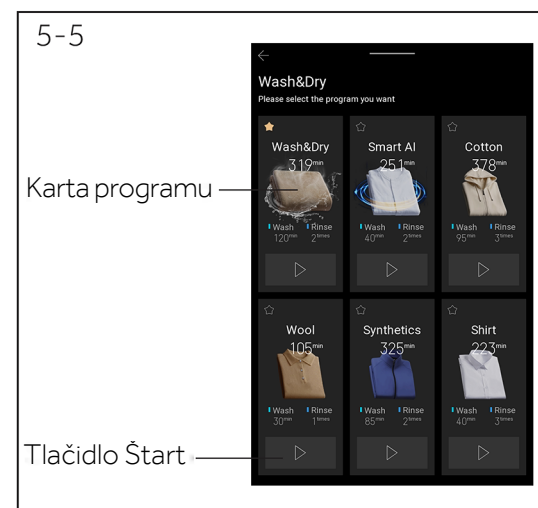 5-5
Wash&Dry
Please select the program you want
Wash&Dry Smart AI Cotton
319min 251min 378min
Karta programu
Wash Rinse Wash Rinse Wash Rinse
120min 2times 40min 2times 95min 3times
Wool Synthetics Shirt
105min 325min 223min
Wash Rinse Wash Rinse Wash Rinse
30min 1times 85min 2times 40min 3times
Tlačidlo Štart